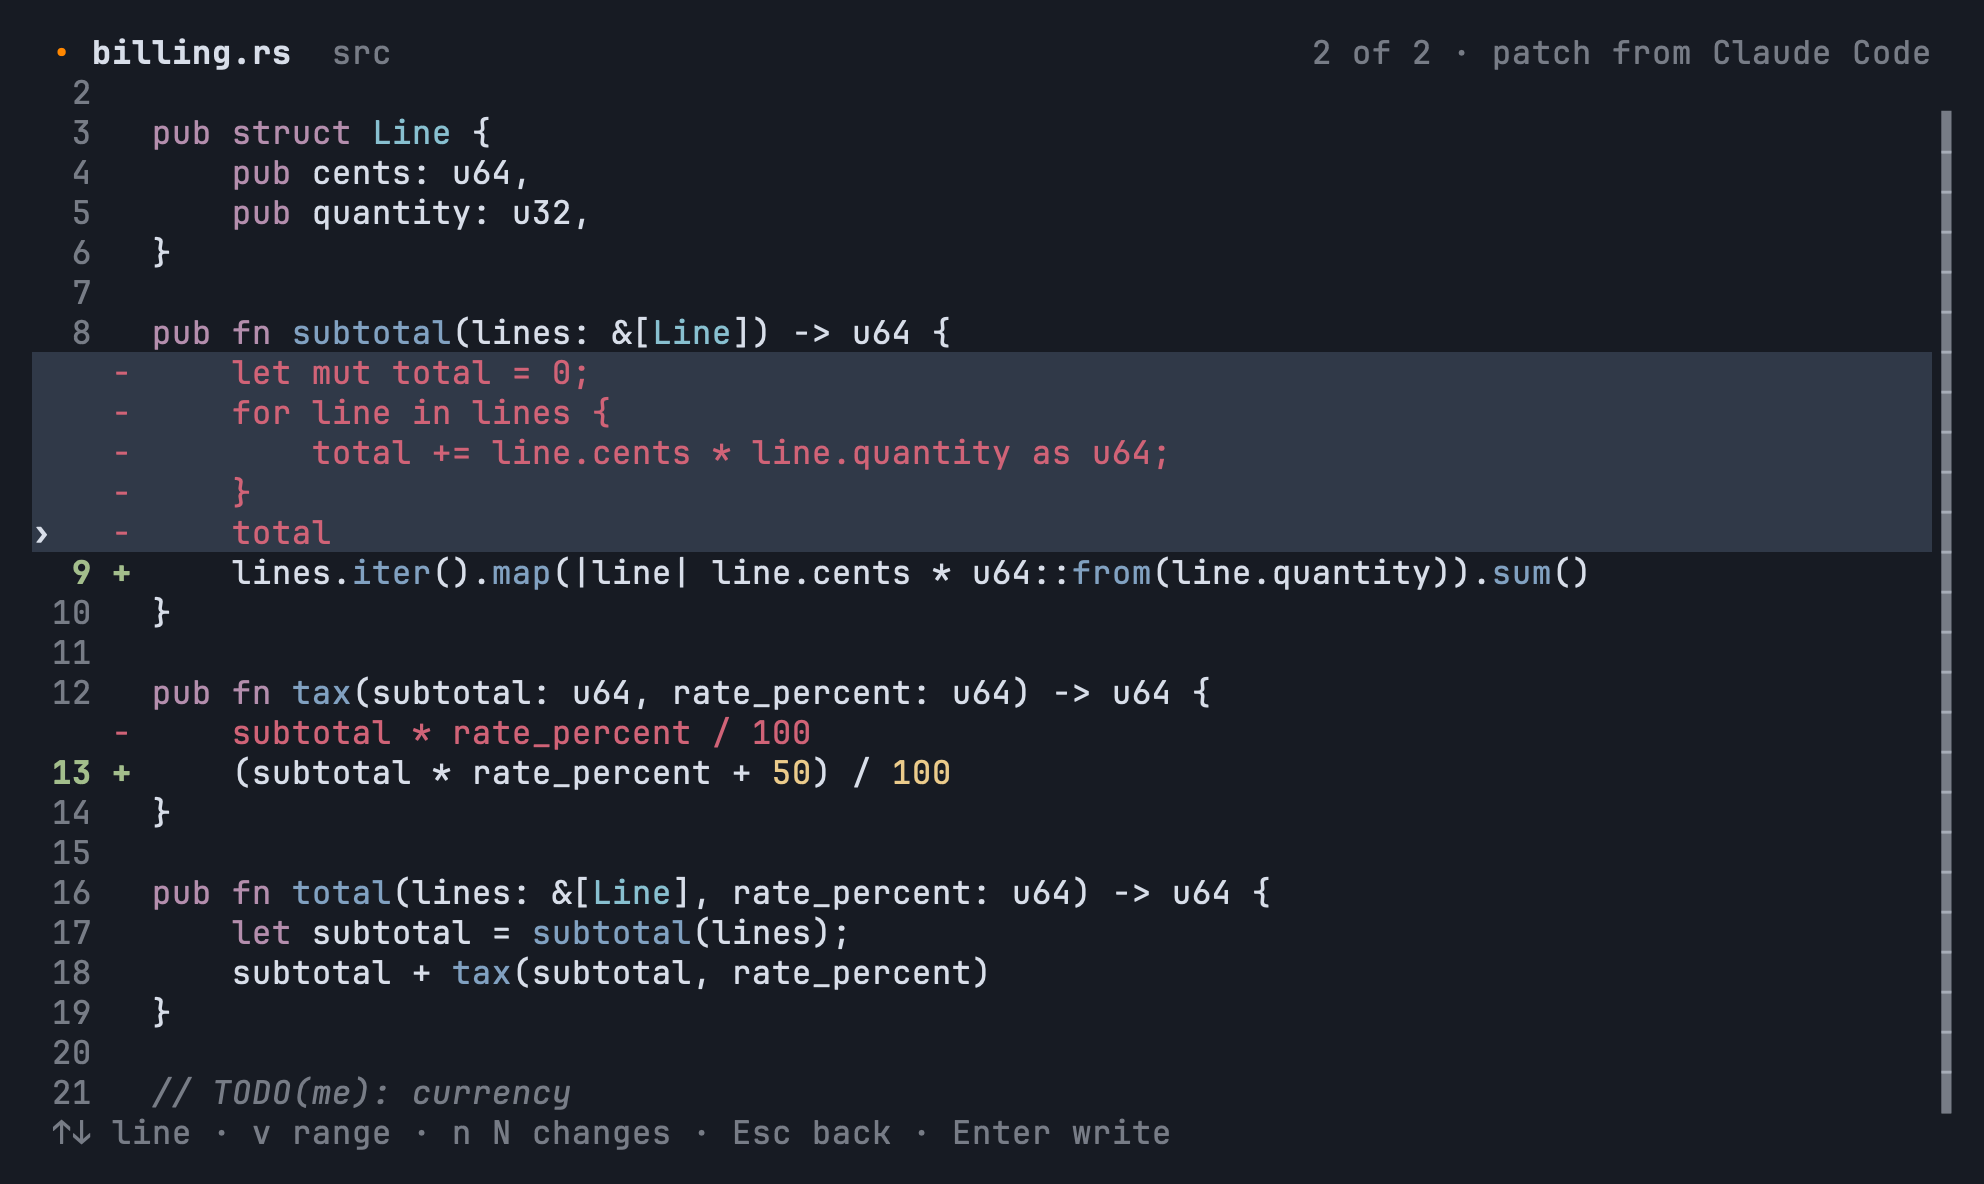 • billing.rs  src  2 of 2 · patch from Claude Code
2
3   pub struct Line {
4       pub cents: u64,
5       pub quantity: u32,
6   }
7
8   pub fn subtotal(lines: &[Line]) -> u64 {
  -     let mut total = 0;
  -     for line in lines {
  -         total += line.cents * line.quantity as u64;
  -     }
› -     total
9 +     lines.iter().map(|line| line.cents * u64::from(line.quantity)).sum()
10  }
11
12  pub fn tax(subtotal: u64, rate_percent: u64) -> u64 {
   -    subtotal * rate_percent / 100
13 +    (subtotal * rate_percent + 50) / 100
14  }
15
16  pub fn total(lines: &[Line], rate_percent: u64) -> u64 {
17      let subtotal = subtotal(lines);
18      subtotal + tax(subtotal, rate_percent)
19  }
20
21  // TODO(me): currency
↑↓ line · v range · n N changes · Esc back · Enter write